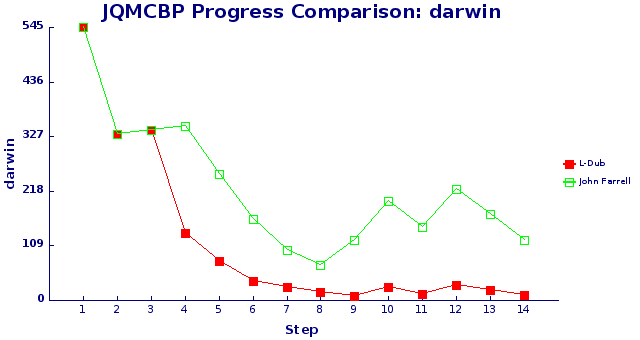 JQMCBP Progress Comparison: darwin
545
436
327
218
109
0
darwin
1 2 3 4 5 6 7 8 9 10 11 12 13 14
Step
L-Dub
John Farrell